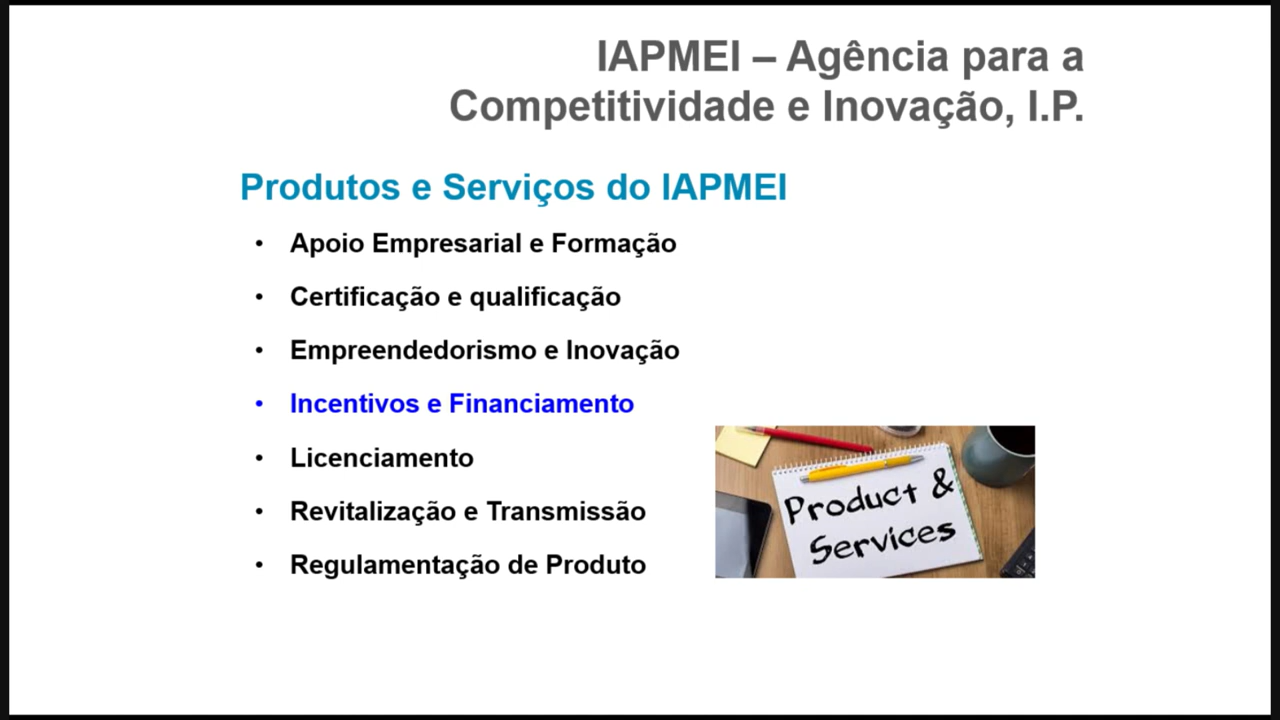 IAPMEI – Agência para a
Competitividade e Inovação, I.P.
Produtos e Serviços do IAPMEI
• Apoio Empresarial e Formação
• Certificação e qualificação
• Empreendedorismo e Inovação
• Incentivos e Financiamento
• Licenciamento
• Revitalização e Transmissão
• Regulamentação de Produto
Product &
Services